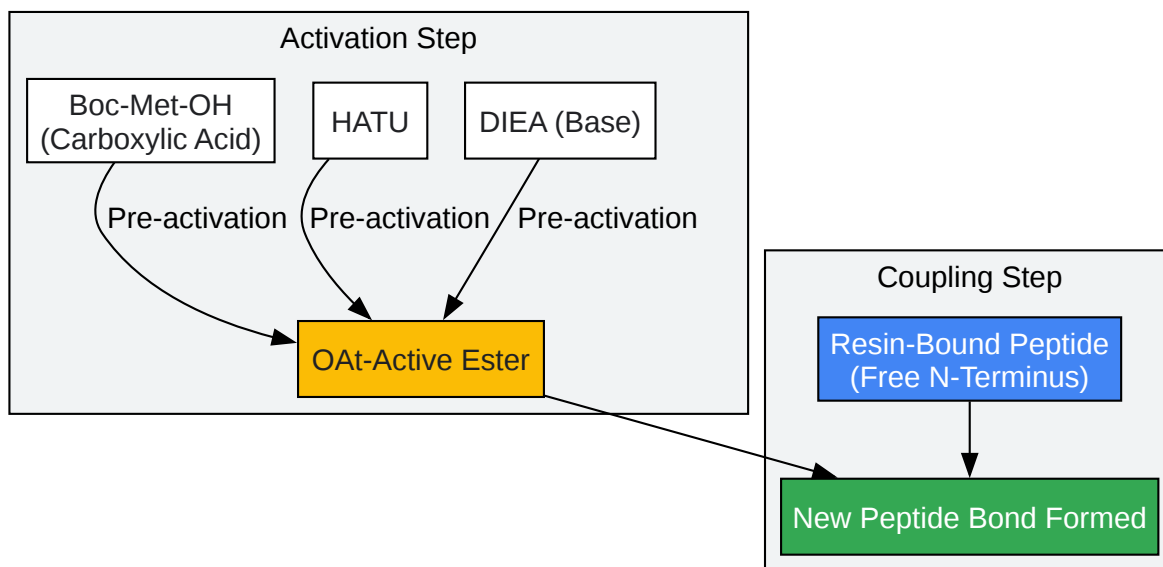 Activation Step
Boc-Met-OH
(Carboxylic Acid)
HATU
DIEA (Base)
Pre-activation
Pre-activation
Pre-activation
OAt-Active Ester
Coupling Step
Resin-Bound Peptide
(Free N-Terminus)
New Peptide Bond Formed